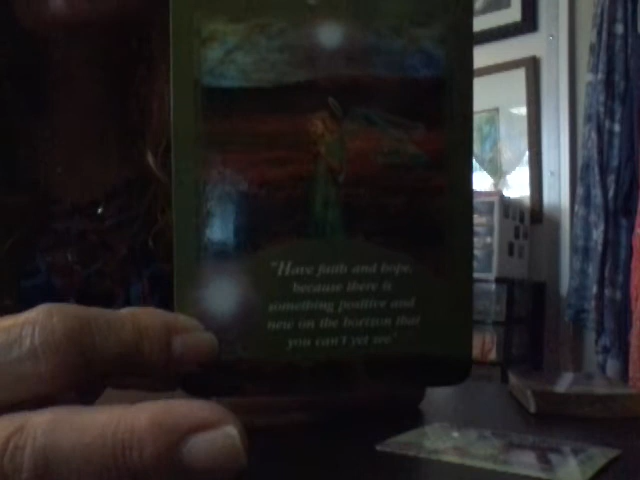 "Have faith and hope,
because there is
something positive and
new on the horizon that
you can't yet see."